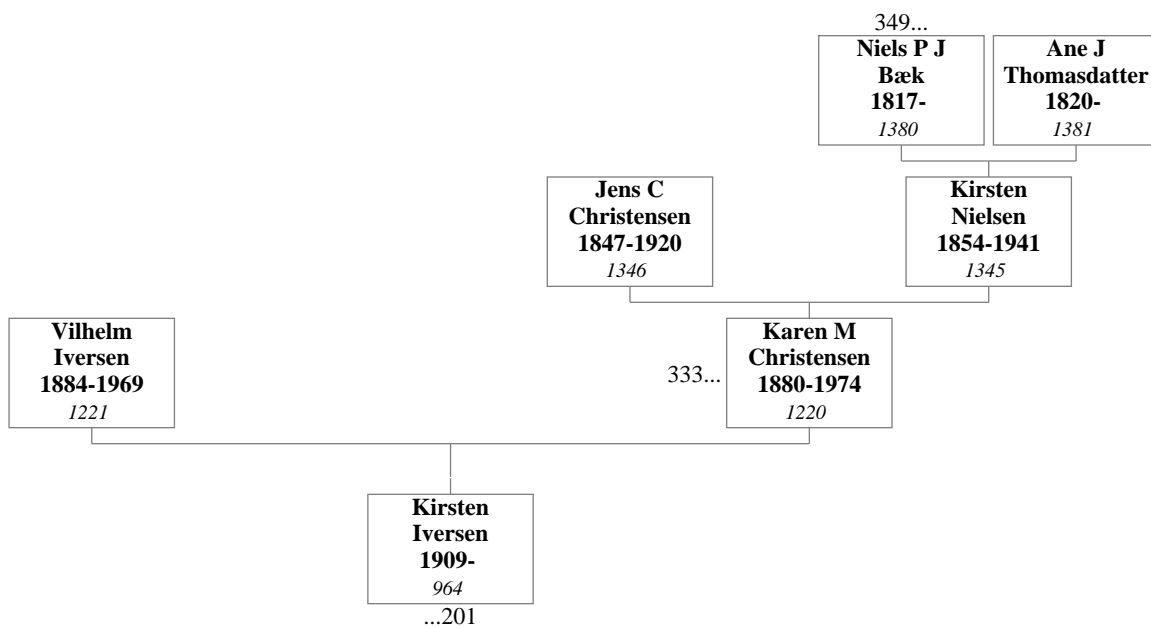 349...
Niels P J
Bæk
1817-
1380
Ane J
Thomasdatter
1820-
1381
Jens C
Christensen
1847-1920
1346
Kirsten
Nielsen
1854-1941
1345
Vilhelm
Iversen
1884-1969
1221
333...
Karen M
Christensen
1880-1974
1220
Kirsten
Iversen
1909-
964
...201